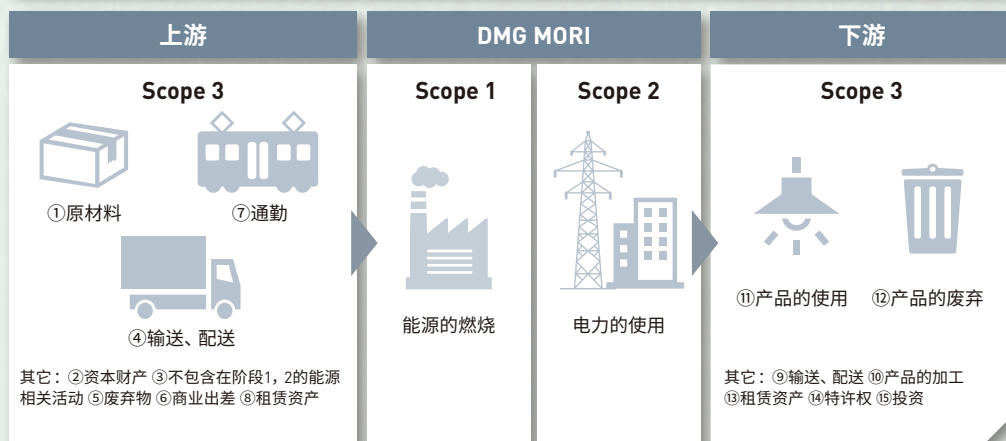 上游
DMG MORI
下游
Scope 3
Scope 1
Scope 2
Scope 3
①原材料
⑦通勤
④输送、配送
能源的燃烧
电力的使用
⑪产品的使用
⑫产品的废弃
其它：②资本财产 ③不包含在阶段1，2的能源
相关活动 ⑤废弃物 ⑥商业出差 ⑧租赁资产
其它：⑨输送、配送 ⑩产品的加工
⑬租赁资产 ⑭特许权 ⑮投资